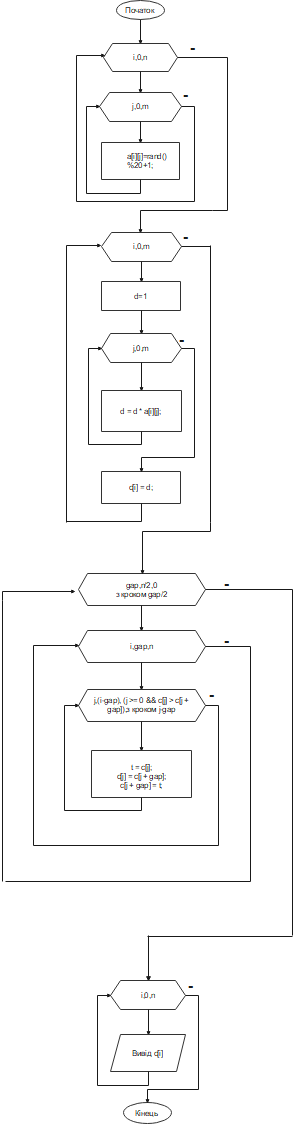 Початок
i,0,n
-
j,0,m
-
a[i][j]=rand()
%20+1;
i,0,m
-
d=1
j,0,m
-
d = d * a[i][j];
c[i] = d;
gap,n/2,0
з кроком gap/2
-
i,gap,n
-
j,(i-gap), (j >= 0 && c[j] > c[j +
gap]),з кроком j-gap
-
t = c[j];
c[j] = c[j + gap];
c[j + gap] = t;
i,0,n
-
Вивід c[i]
Кінець